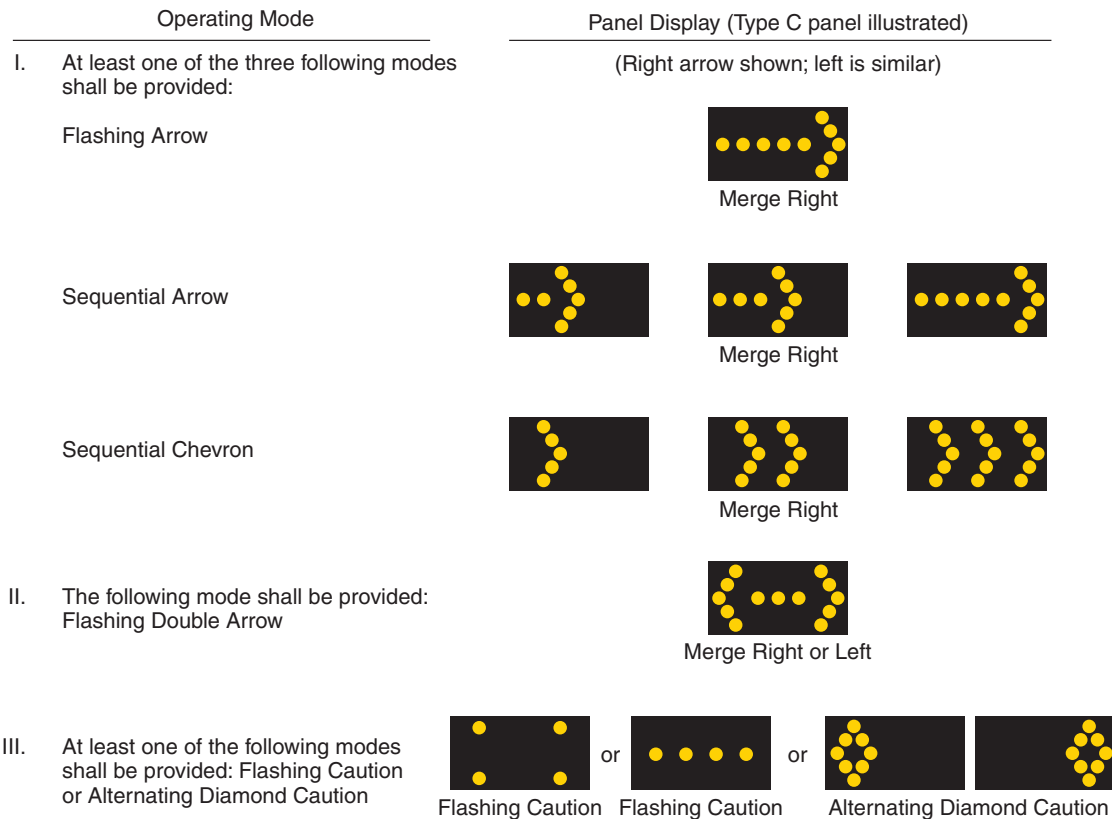 Operating Mode
Panel Display (Type C panel illustrated)
I. At least one of the three following modes
shall be provided:
(Right arrow shown; left is similar)
Flashing Arrow
Merge Right
Sequential Arrow
Merge Right
Sequential Chevron
Merge Right
II. The following mode shall be provided:
Flashing Double Arrow
Merge Right or Left
III. At least one of the following modes
shall be provided: Flashing Caution
or Alternating Diamond Caution
or
or
Flashing Caution
Flashing Caution
Alternating Diamond Caution